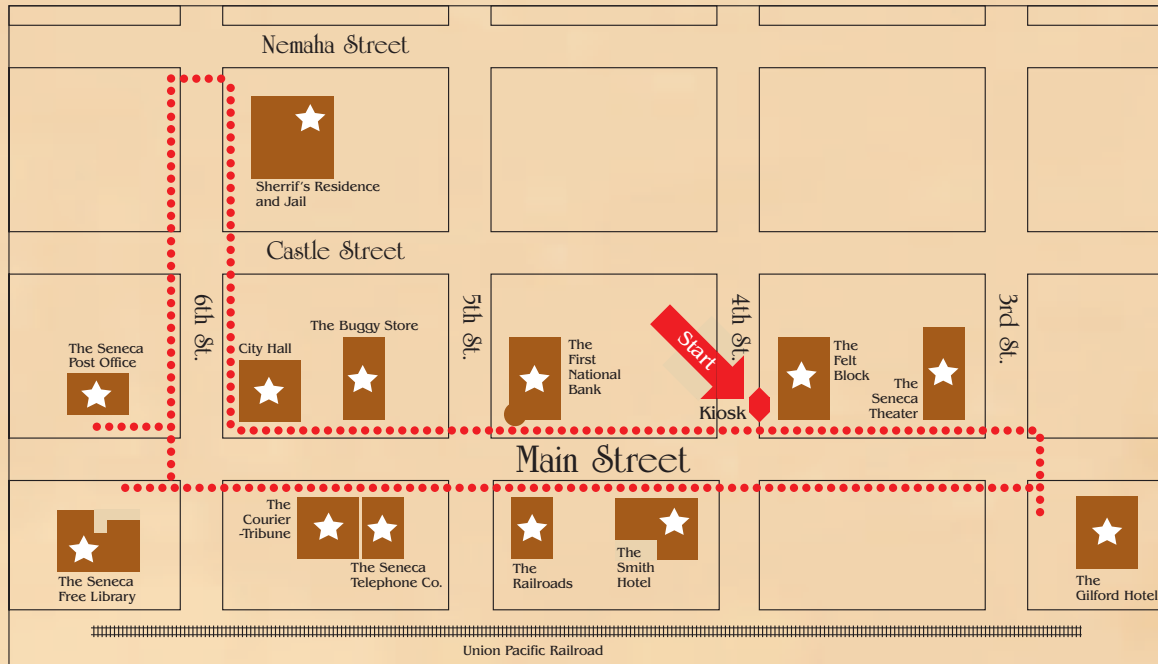 Nemaha Street
Sherrif's Residence
and Jail
Castle Street
6th St.
5th St.
4th St.
3rd St.
Start
The Seneca
Post Office
City Hall
The Buggy Store
The
First
National
Bank
Kiosk
The
Felt
Block
The
Seneca
Theater
Main Street
The Seneca
Free Library
The
Courier
-Tribune
The Seneca
Telephone Co.
The
Railroads
The
Smith
Hotel
The
Gilford Hotel
Union Pacific Railroad